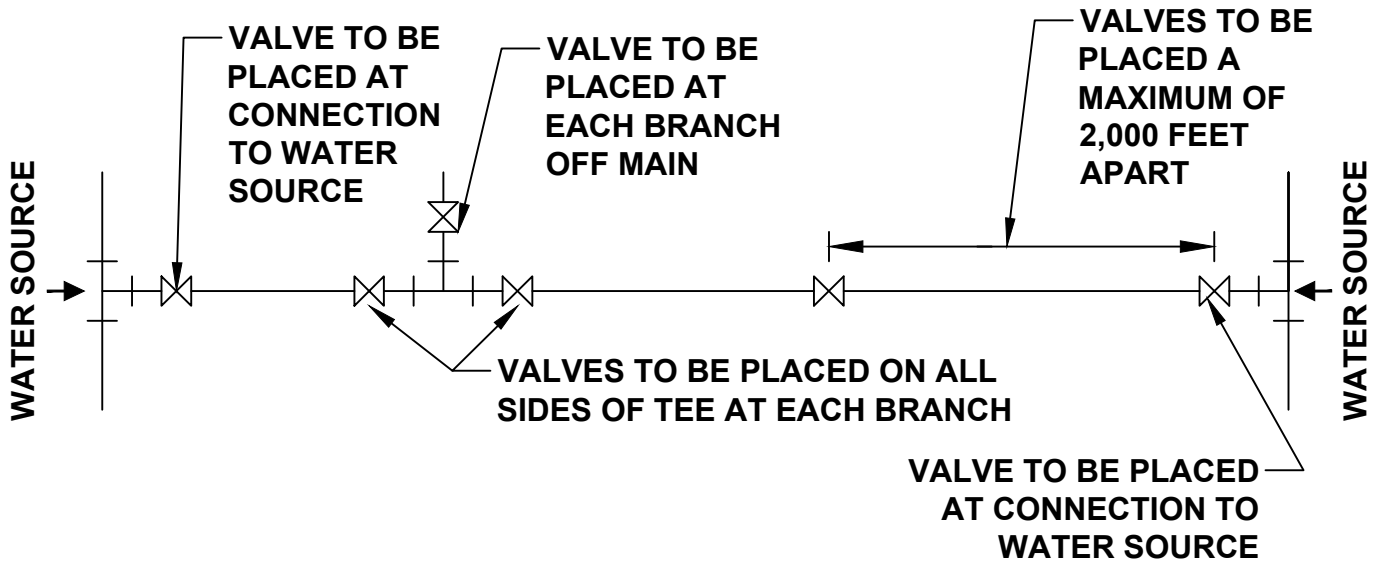 VALVE TO BE
PLACED AT
CONNECTION
TO WATER
SOURCE
VALVE TO BE
PLACED AT
EACH BRANCH
OFF MAIN
VALVES TO BE
PLACED A
MAXIMUM OF
2,000 FEET
APART
WATER SOURCE
WATER SOURCE
VALVES TO BE PLACED ON ALL
SIDES OF TEE AT EACH BRANCH
VALVE TO BE PLACED
AT CONNECTION TO
WATER SOURCE